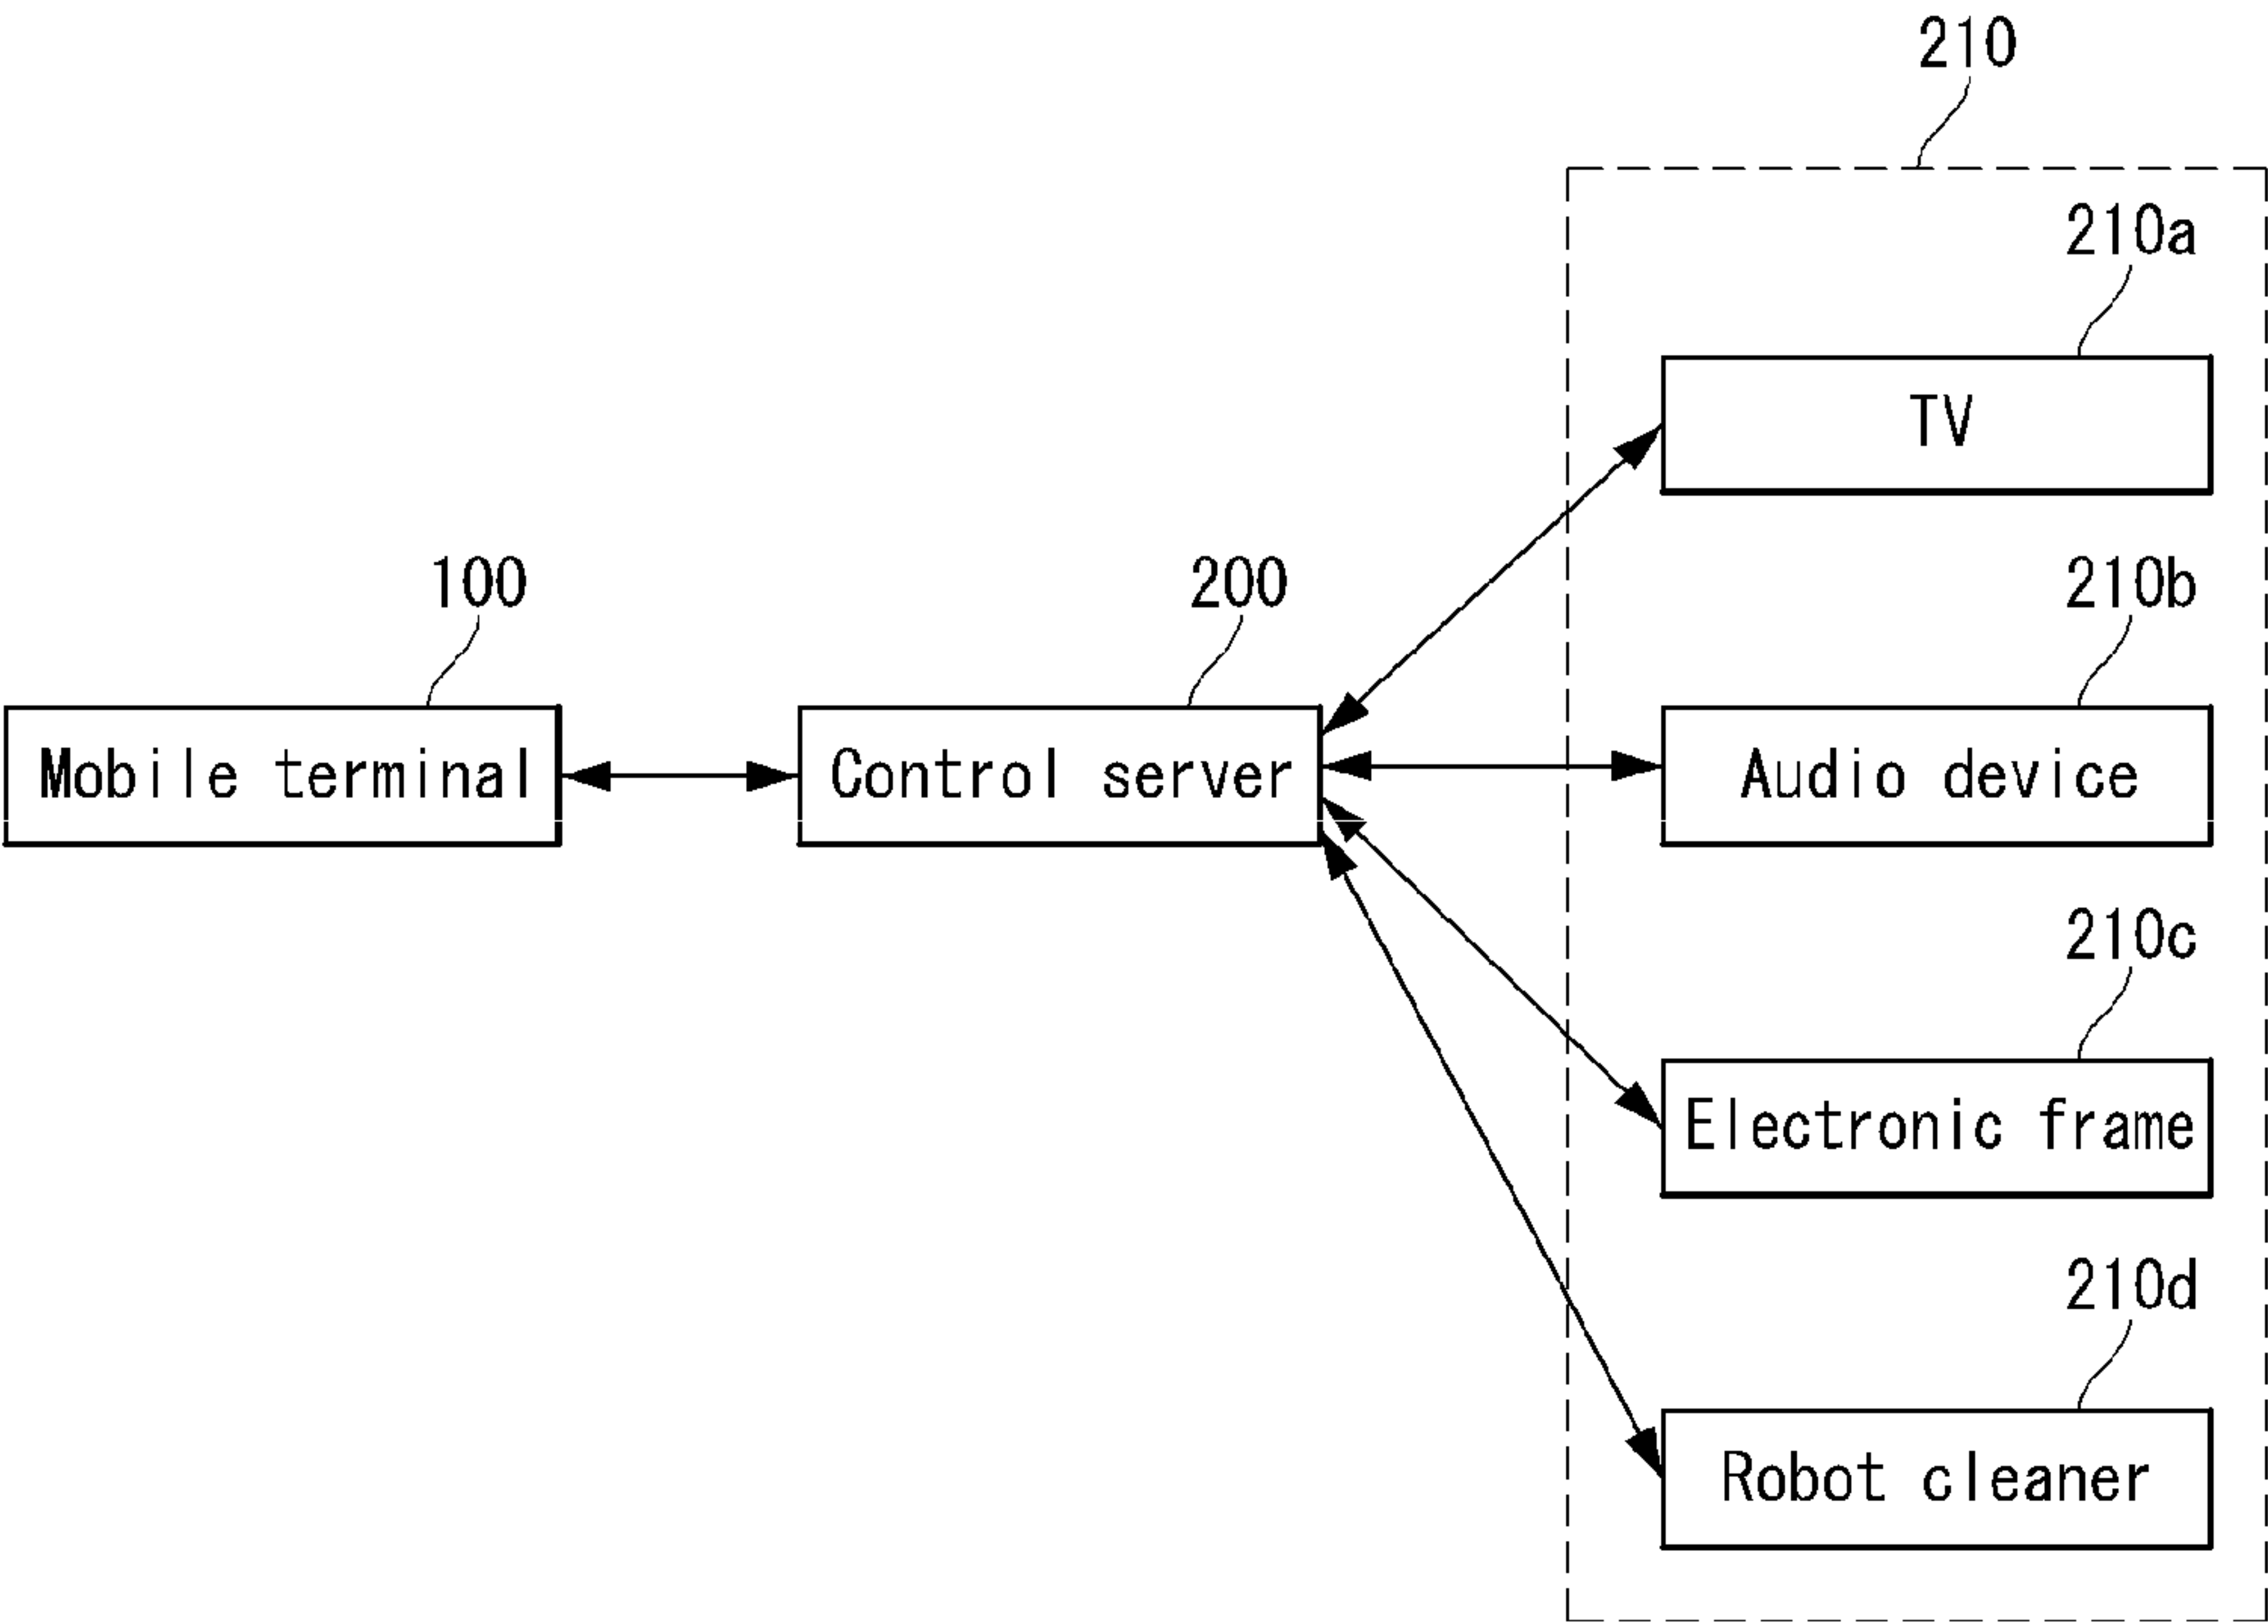 210
210a
TV
100
200
210b
Mobile terminal
Control server
Audio device
210c
Electronic frame
210d
Robot cleaner